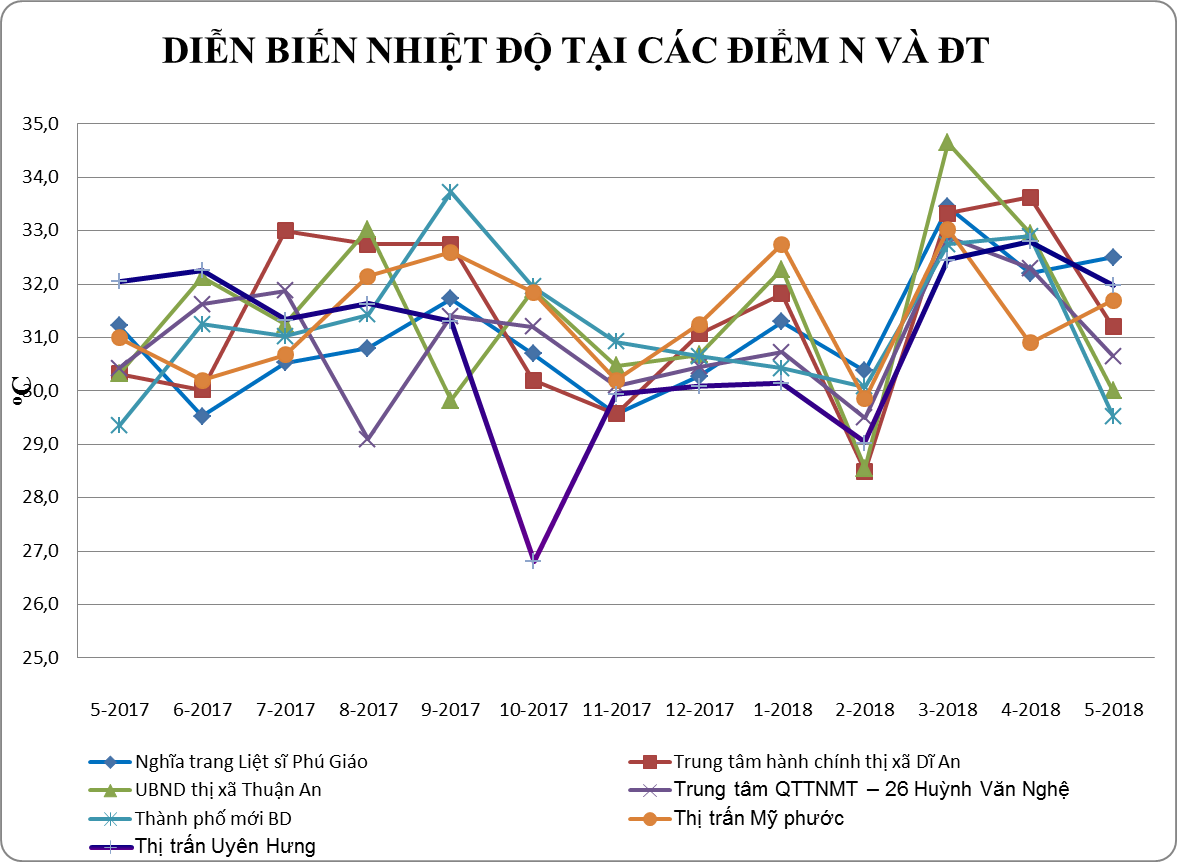 DIỄN BIẾN NHIỆT ĐỘ TẠI CÁC ĐIỂM N VÀ ĐT
35,0
34,0
33,0
32,0
31,0
30,0
29,0
28,0
27,0
26,0
25,0
ºC
5-2017 6-2017 7-2017 8-2017 9-2017 10-2017 11-2017 12-2017 1-2018 2-2018 3-2018 4-2018 5-2018
Nghĩa trang Liệt sĩ Phú Giáo Trung tâm hành chính thị xã Dĩ An
UBND thị xã Thuận An Trung tâm QTTNMT – 26 Huỳnh Văn Nghệ
Thành phố mới BD Thị trấn Mỹ phước
Thị trấn Uyên Hưng